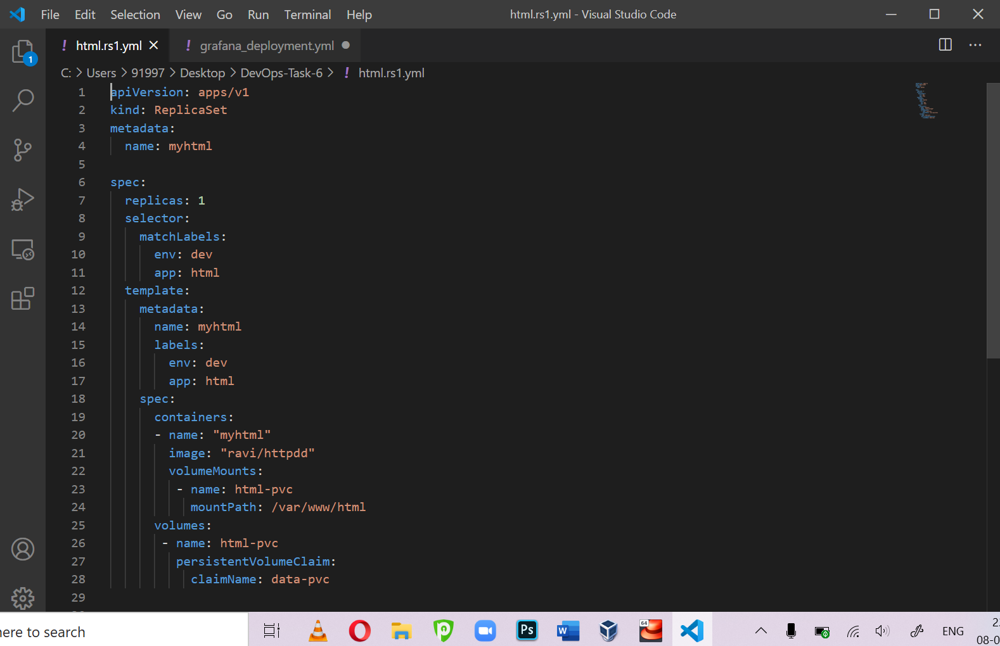 File Edit Selection View Go Run Terminal Help html.rs1.yml - Visual Studio Code
! html.rs1.yml ! grafana_deployment.yml
1
C: > Users > 91997 > Desktop > DevOps-Task-6 > ! html.rs1.yml
1 apiVersion: apps/v1
2 kind: ReplicaSet
3 metadata:
4   name: myhtml
5
6 spec:
7   replicas: 1
8   selector:
9     matchLabels:
10       env: dev
11       app: html
12   template:
13     metadata:
14       name: myhtml
15       labels:
16         env: dev
17         app: html
18     spec:
19       containers:
20       - name: "myhtml"
21         image: "ravi/httpdd"
22         volumeMounts:
23          - name: html-pvc
24            mountPath: /var/www/html
25       volumes:
26        - name: html-pvc
27          persistentVolumeClaim:
28            claimName: data-pvc
29
here to search Ps W 64 ENG